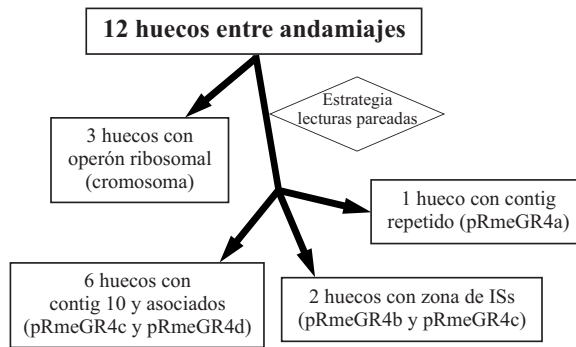 12 huecos entre andamiajes
Estrategia
lecturas pareadas
3 huecos con
operón ribosomal
(cromosoma)
1 hueco con contig
repetido (pRmeGR4a)
6 huecos con
contig 10 y asociados
(pRmeGR4c y pRmeGR4d)
2 huecos con zona de ISs
(pRmeGR4b y pRmeGR4c)